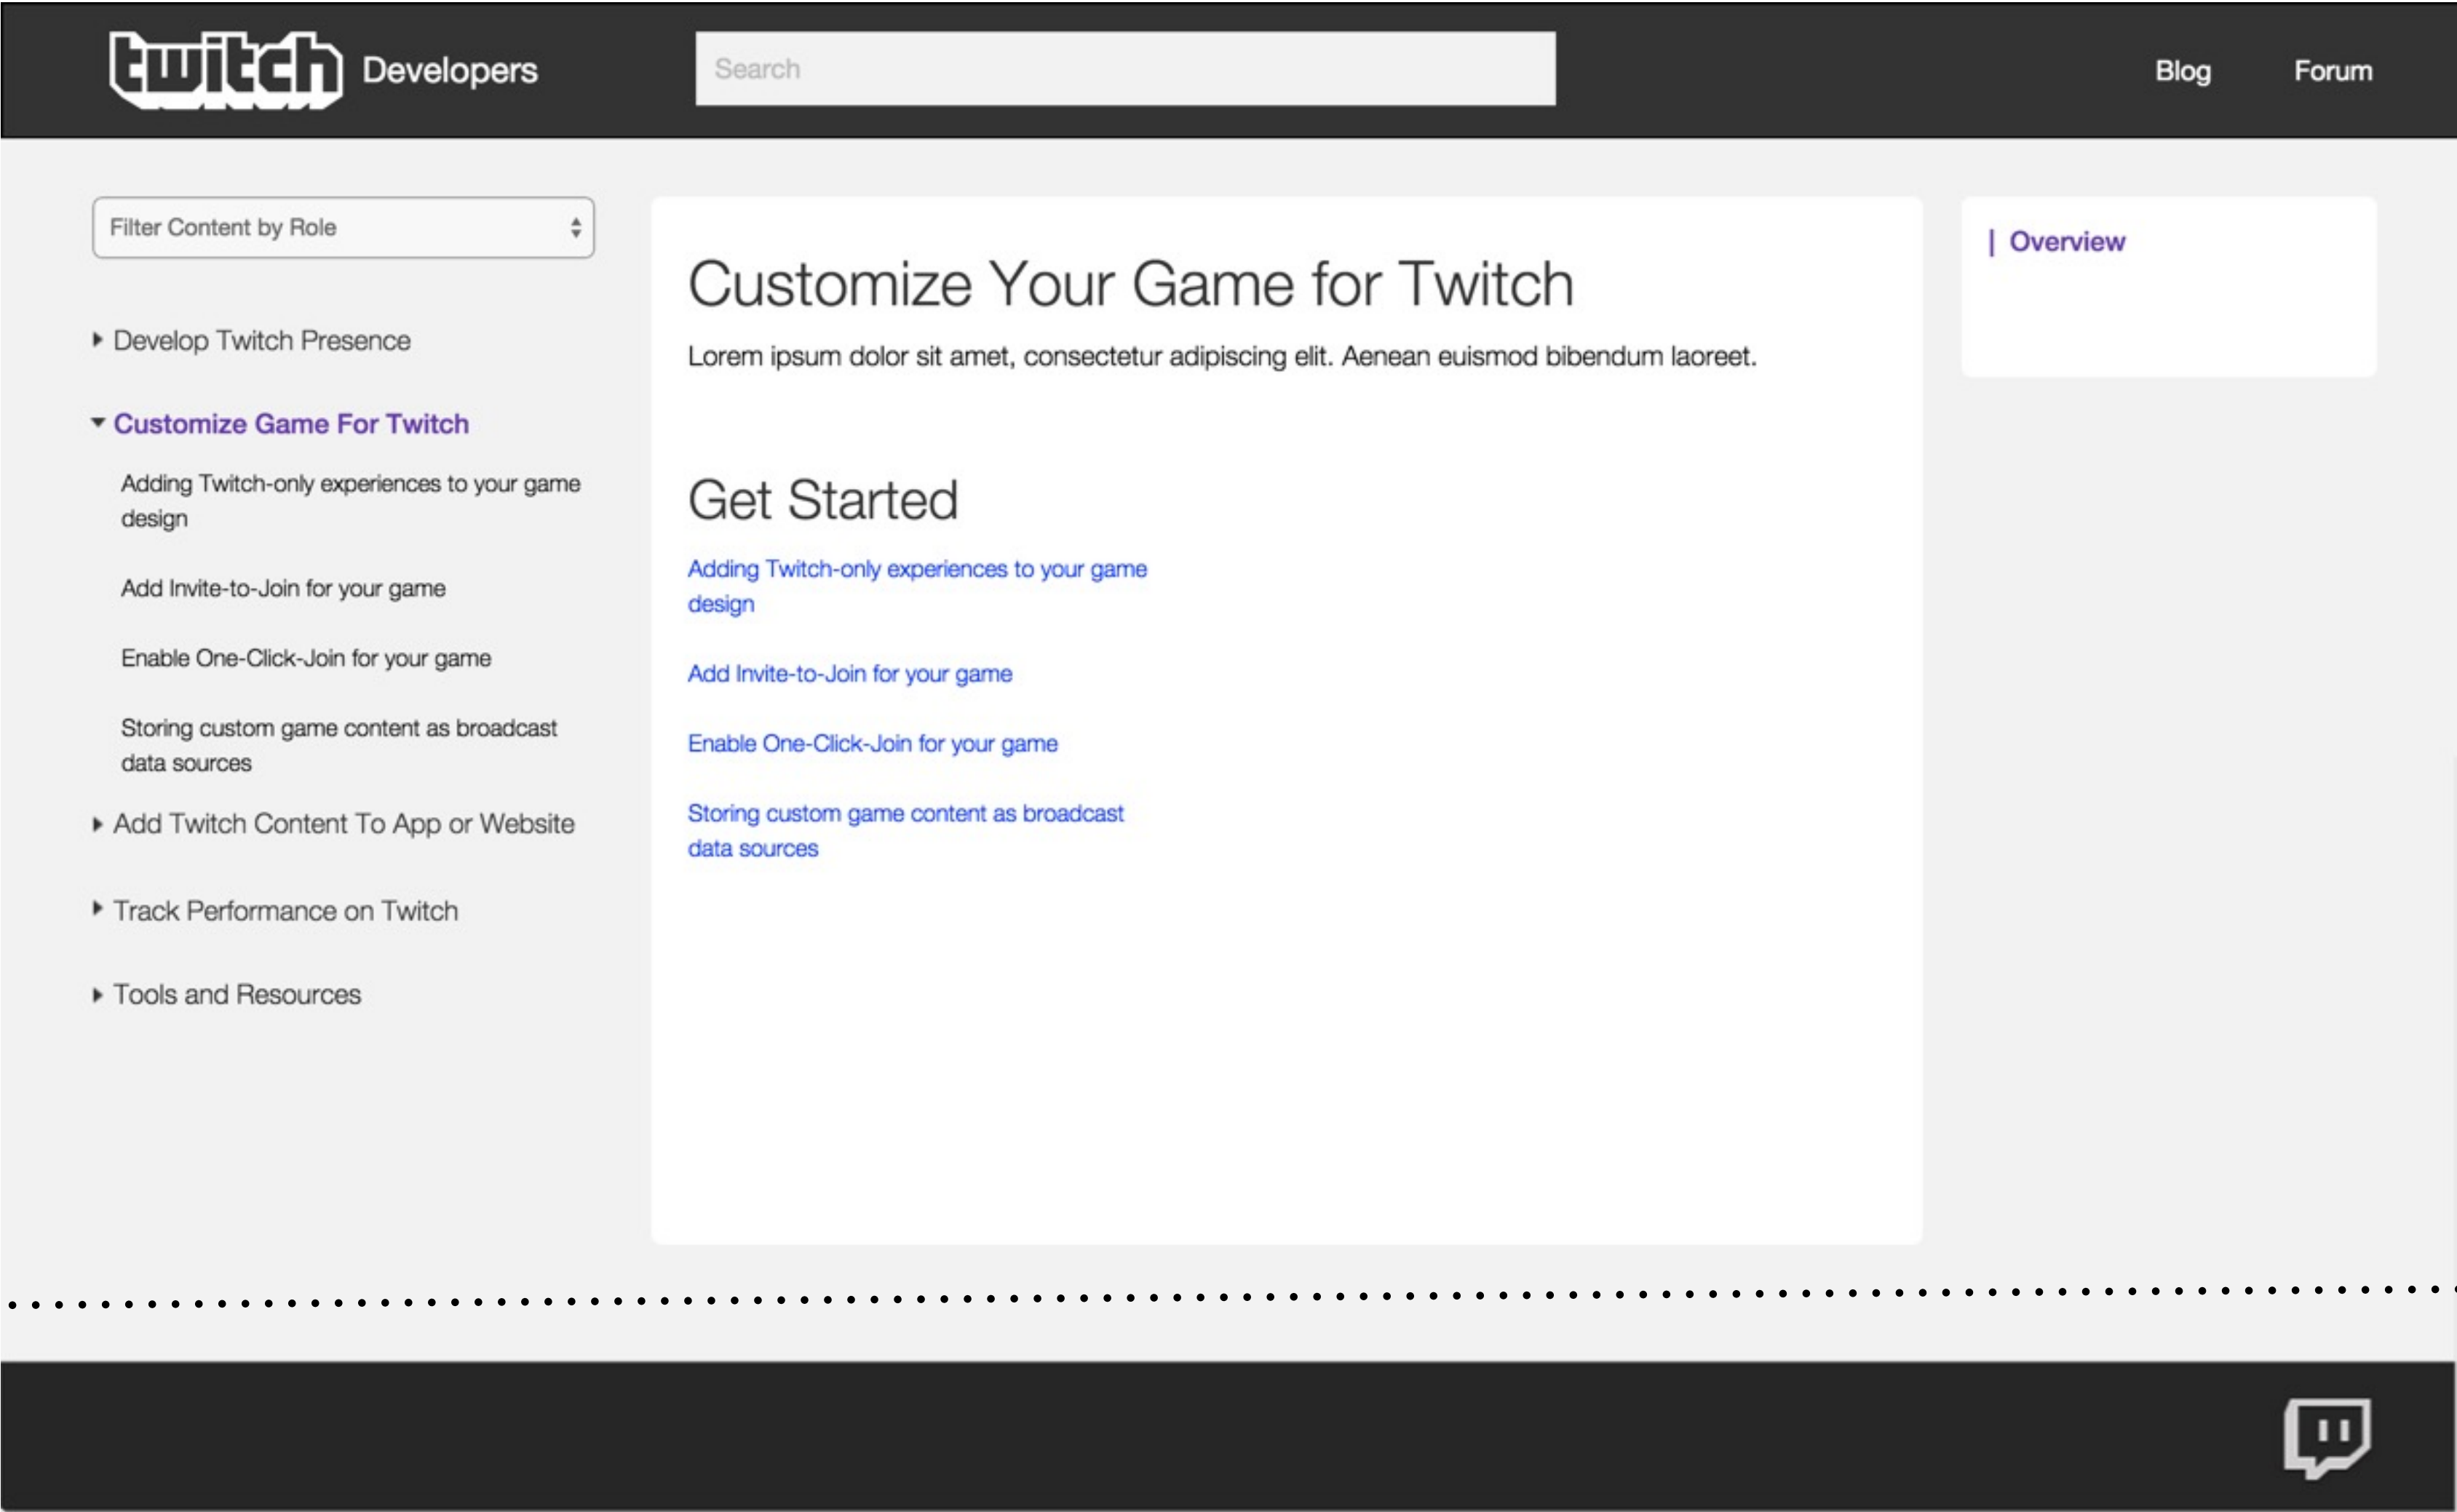 twitch Developers
Search
Blog
Forum
Filter Content by Role
Develop Twitch Presence
Customize Game For Twitch
Adding Twitch-only experiences to your game
design
Add Invite-to-Join for your game
Enable One-Click-Join for your game
Storing custom game content as broadcast
data sources
Add Twitch Content To App or Website
Track Performance on Twitch
Tools and Resources
Customize Your Game for Twitch
Lorem ipsum dolor sit amet, consectetur adipiscing elit. Aenean euismod bibendum laoreet.
Get Started
Adding Twitch-only experiences to your game
design
Add Invite-to-Join for your game
Enable One-Click-Join for your game
Storing custom game content as broadcast
data sources
Overview